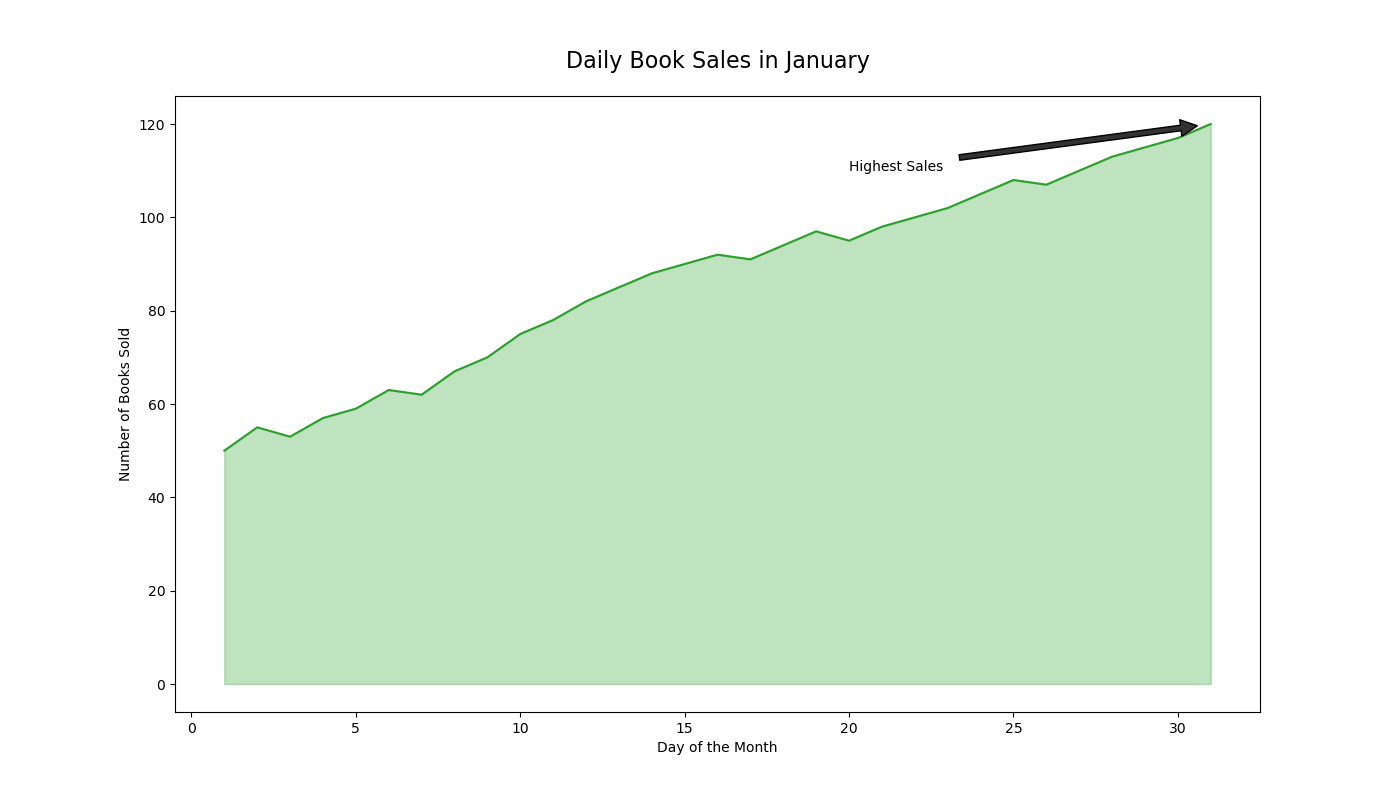 Daily Book Sales in January
Highest Sales
Number of Books Sold
120
100
80
60
40
20
0
0 5 10 15 20 25 30
Day of the Month